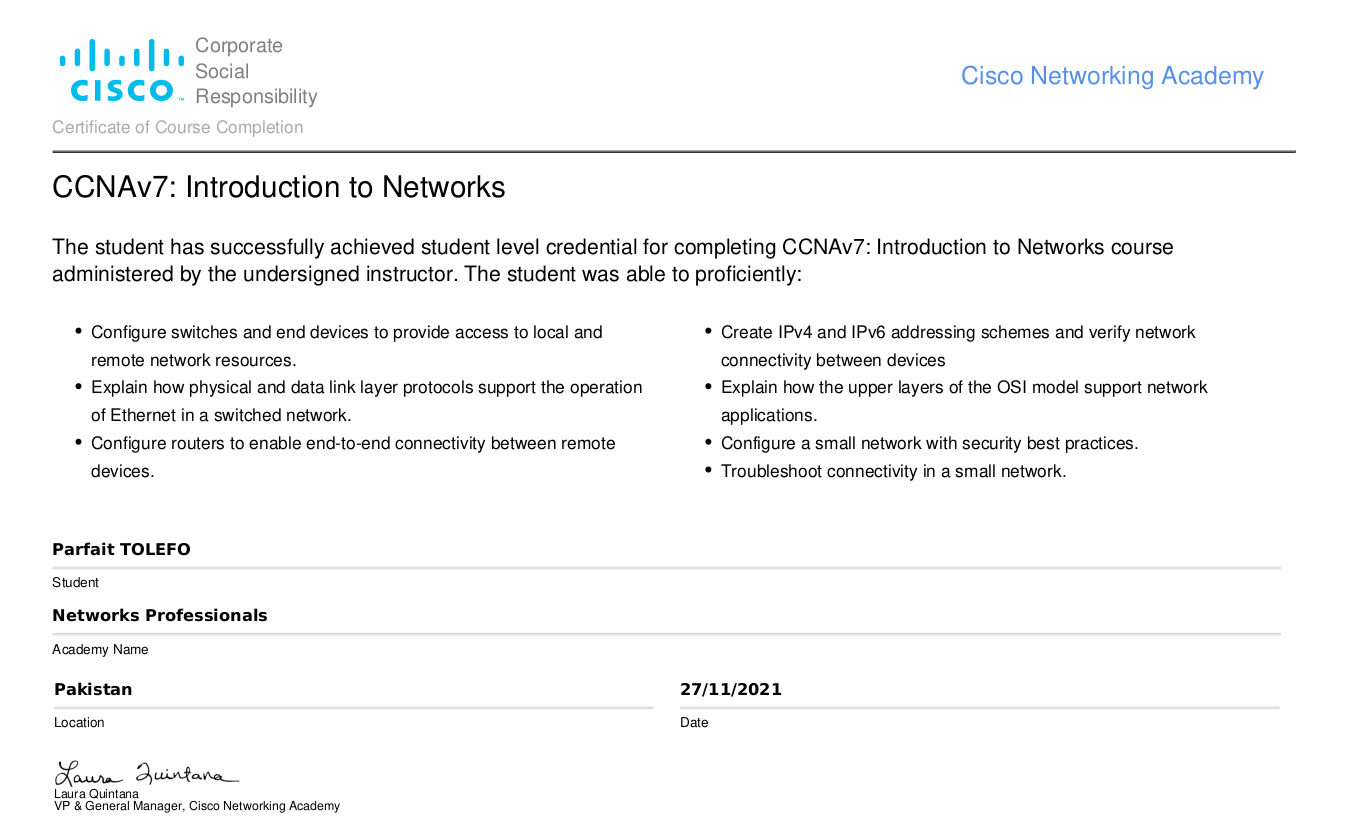 Corporate
Social
Responsibility
CISCO™
Certificate of Course Completion
Cisco Networking Academy
CCNAv7: Introduction to Networks
The student has successfully achieved student level credential for completing CCNAv7: Introduction to Networks course
administered by the undersigned instructor. The student was able to proficiently:
• Configure switches and end devices to provide access to local and
remote network resources.
• Explain how physical and data link layer protocols support the operation
of Ethernet in a switched network.
• Configure routers to enable end-to-end connectivity between remote
devices.
• Create IPv4 and IPv6 addressing schemes and verify network
connectivity between devices
• Explain how the upper layers of the OSI model support network
applications.
• Configure a small network with security best practices.
• Troubleshoot connectivity in a small network.
Parfait TOLEFO
Student
Networks Professionals
Academy Name
Pakistan
Location
27/11/2021
Date
Laura Quintana
Laura Quintana
VP & General Manager, Cisco Networking Academy